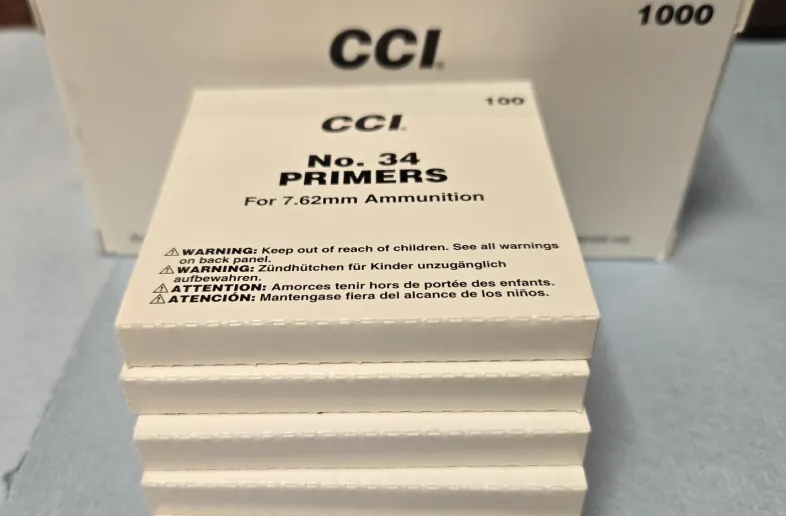 1000
CCI
100
CCI
No. 34
PRIMERS
For 7.62mm Ammunition
⚠ WARNING: Keep out of reach of children. See all warnings
on back panel.
⚠ WARNING: Zündhütchen für Kinder unzugänglich
aufbewahren.
⚠ ATTENTION: Amorces tenir hors de portée des enfants.
⚠ ATENCIÓN: Mantengase fiera del alcance de los niños.